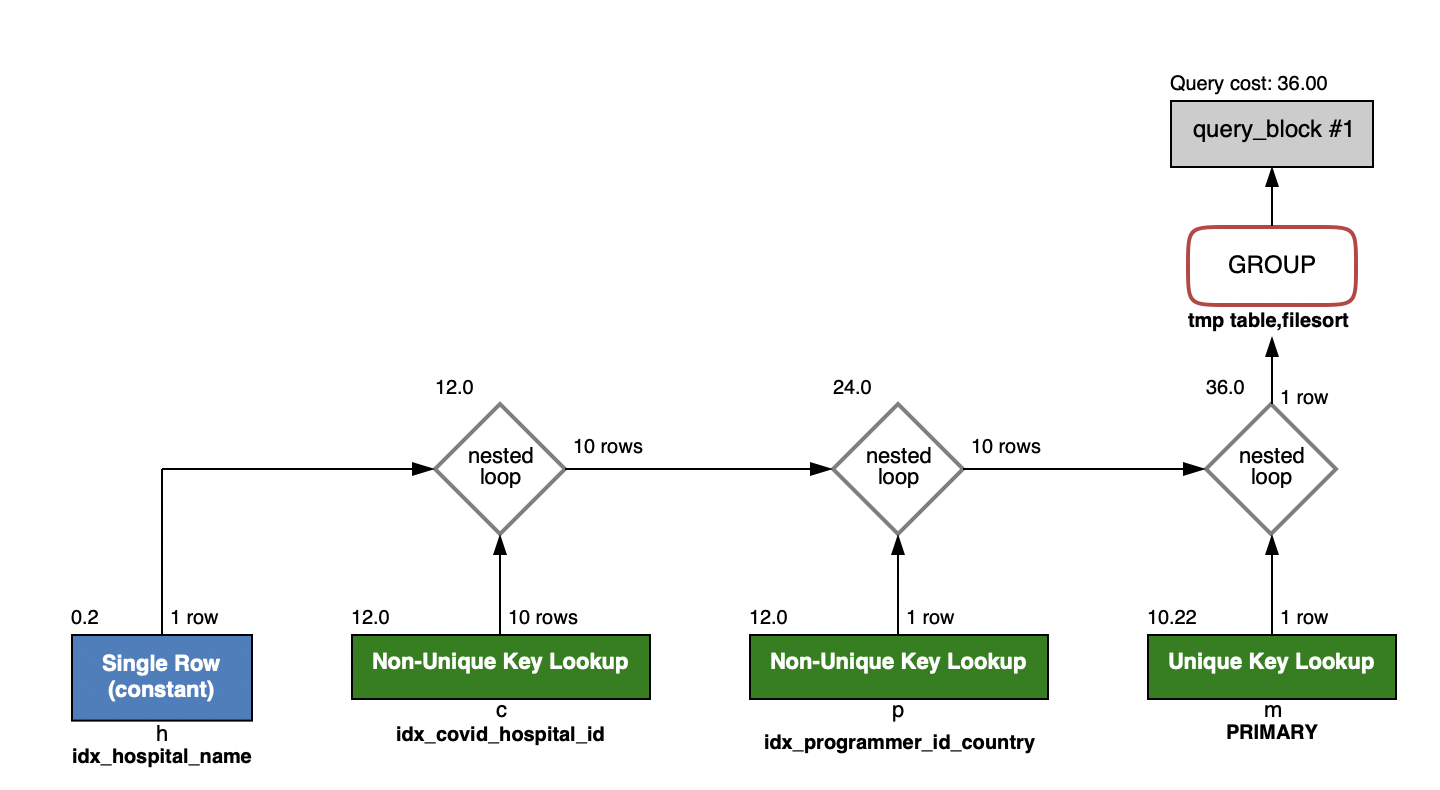 Query cost: 36.00
query_block #1
GROUP
tmp table,filesort
12.0
24.0
36.0
1 row
nested
loop
10 rows
nested
loop
10 rows
nested
loop
0.2
1 row
12.0
10 rows
12.0
1 row
10.22
1 row
Single Row
(constant)
Non-Unique Key Lookup
Non-Unique Key Lookup
Unique Key Lookup
h
idx_hospital_name
c
idx_covid_hospital_id
p
idx_programmer_id_country
m
PRIMARY